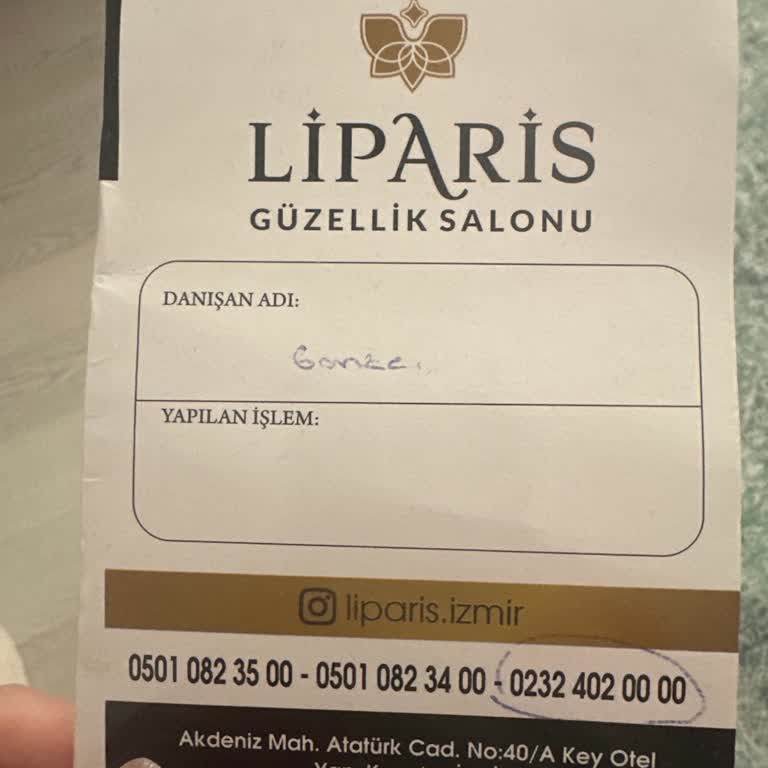 LİPARİS
GÜZELLİK SALONU
DANIŞAN ADI:
Gamze.
YAPILAN İŞLEM:
liparis.izmir
0501 082 35 00 - 0501 082 34 00 - 0232 402 00 00
Akdeniz Mah. Atatürk Cad. No:40/A Key Otel